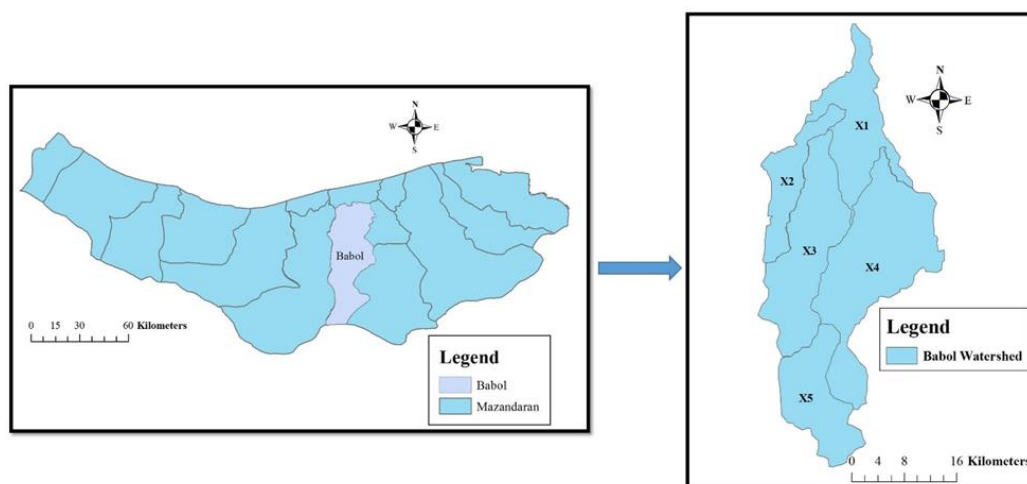 N
W E
S
Babol
0 15 30 60 Kilometers
Legend
Babol
Mazandaran
N
W E
S
X1
X2
X3
X4
X5
Legend
Babol Watershed
0 4 8 16 Kilometers